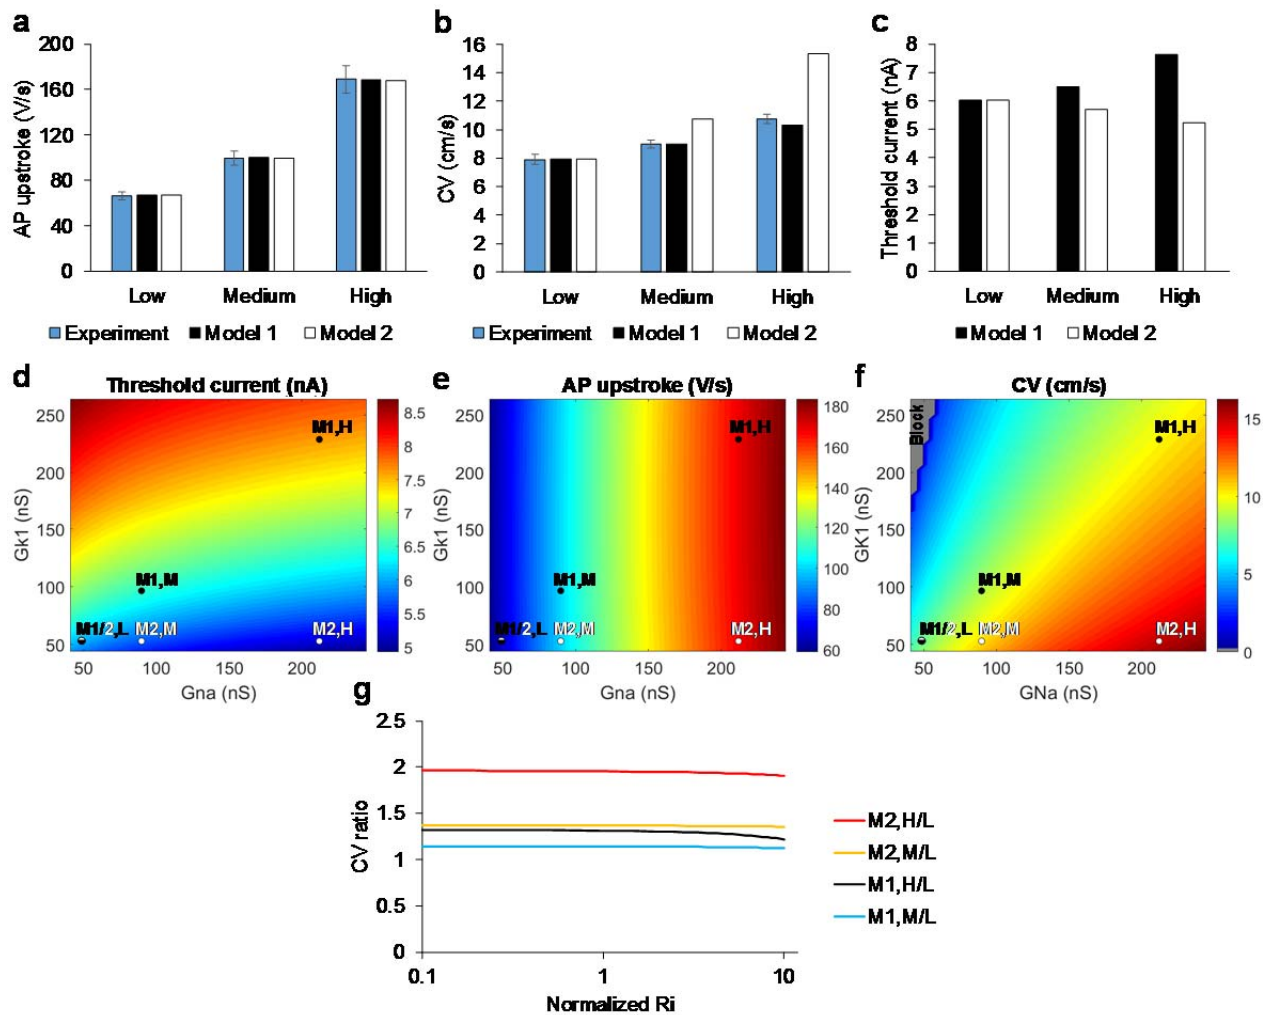 a
200
160
120
80
40
0
AP upstroke (V/s)
Low Medium High
Experiment Model 1 Model 2
b
16
14
12
10
8
6
4
2
0
CV (cm/s)
Low Medium High
Experiment Model 1 Model 2
c
8
7
6
5
4
3
2
1
0
Threshold current (nA)
Low Medium High
Model 1 Model 2
d
Threshold current (nA)
250
200
150
100
50
Gk1 (nS)
M1,H
M1,M
M1/2,L M2,M M2,H
50 100 150 200
Gna (nS)
8.5
8
7.5
7
6.5
6
5.5
5
e
AP upstroke (V/s)
250
200
150
100
50
Gk1 (nS)
M1,H
M1,M
M1/2,L M2,M M2,H
50 100 150 200
Gna (nS)
180
160
140
120
100
80
60
f
CV (cm/s)
250
200
150
100
50
GK1 (nS)
Block
M1,H
M1,M
M1/2,L M2,M M2,H
50 100 150 200
GNa (nS)
15
10
5
0
g
2.5
2
1.5
1
0.5
0
CV ratio
0.1 1 10
Normalized Ri
M2,H/L
M2,M/L
M1,H/L
M1,M/L